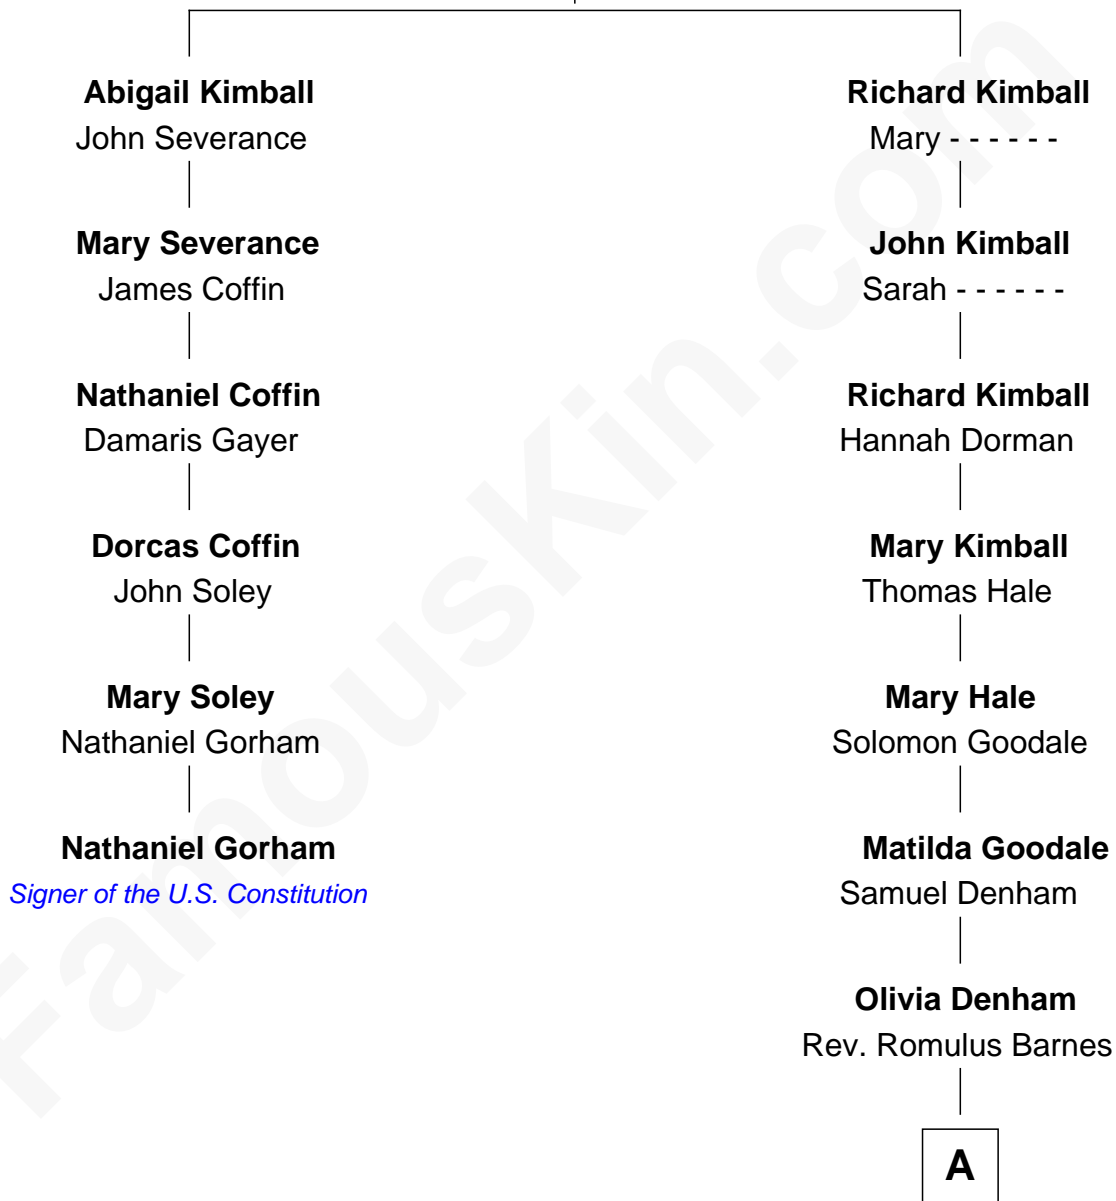 Abigail Kimball
John Severance
Mary Severance
James Coffin
Nathaniel Coffin
Damaris Gayer
Dorcas Coffin
John Soley
Mary Soley
Nathaniel Gorham
Nathaniel Gorham
Signer of the U.S. Constitution
Richard Kimball
Mary - - - - - -
John Kimball
Sarah - - - - - -
Richard Kimball
Hannah Dorman
Mary Kimball
Thomas Hale
Mary Hale
Solomon Goodale
Matilda Goodale
Samuel Denham
Olivia Denham
Rev. Romulus Barnes
A
FamousKin.com